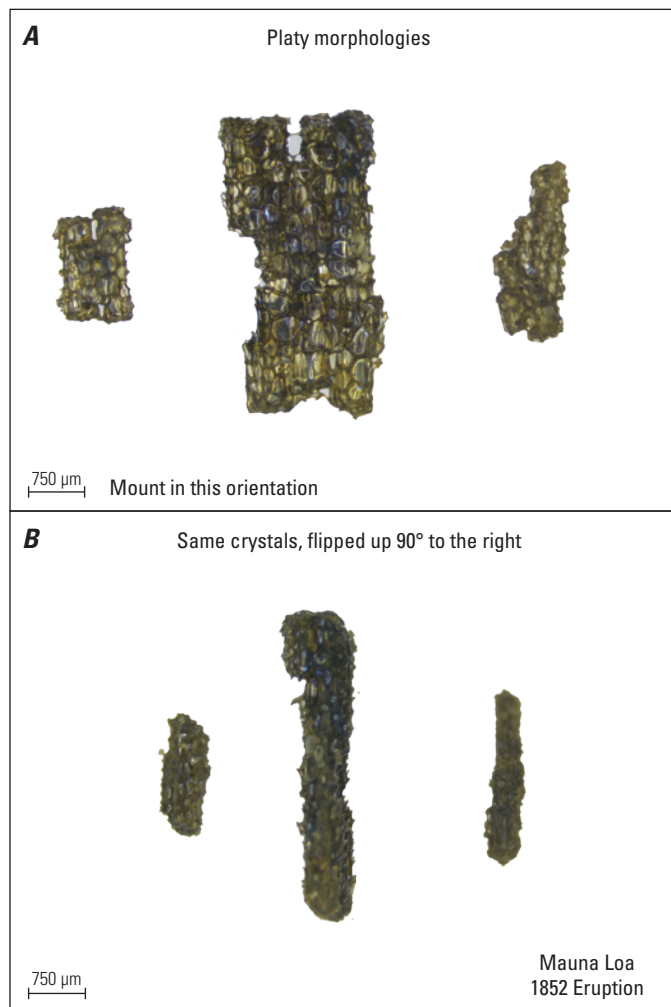 A
Platy morphologies
750 µm
Mount in this orientation
B
Same crystals, flipped up 90° to the right
750 µm
Mauna Loa
1852 Eruption